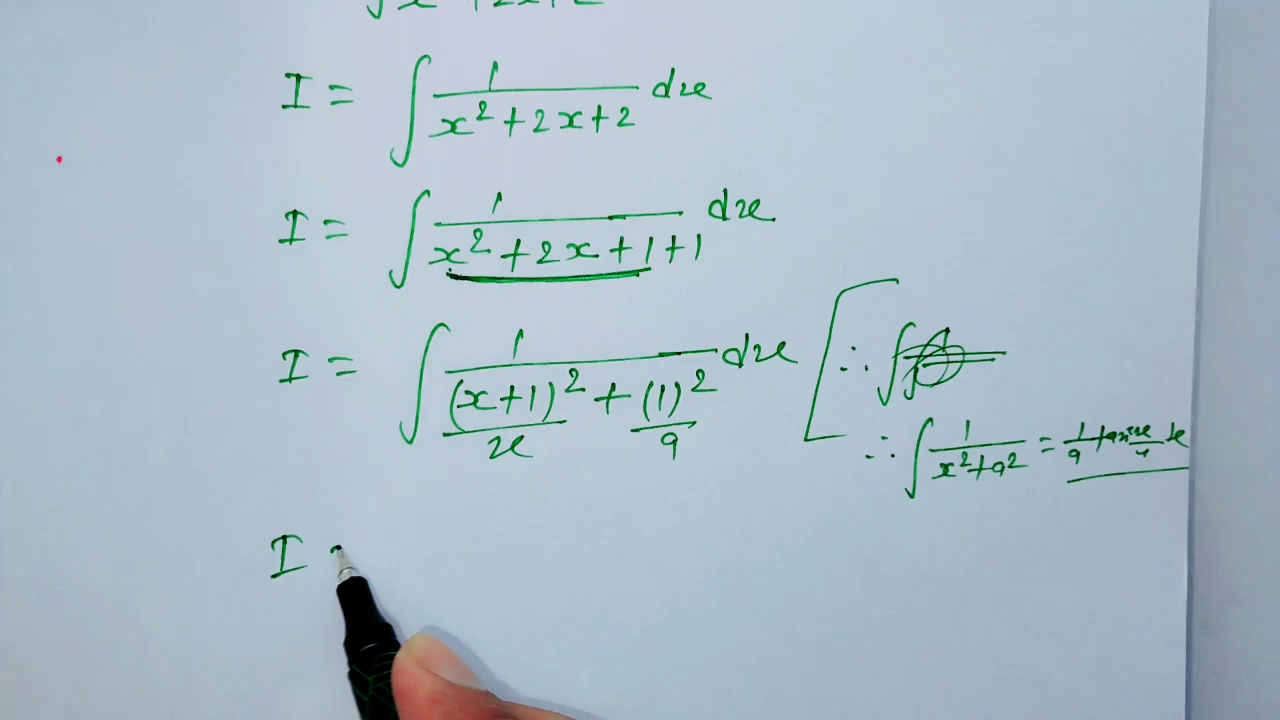 I = ∫ 1/(x²+2x+2) dx
I = ∫ 1/(x²+2x+1+1) dx
I = ∫ 1/((x+1)²+(1)²) dx
x a
∴ ∫
∴ ∫ 1/(x²+a²) = 1/a tan⁻¹ x/a + c
I =